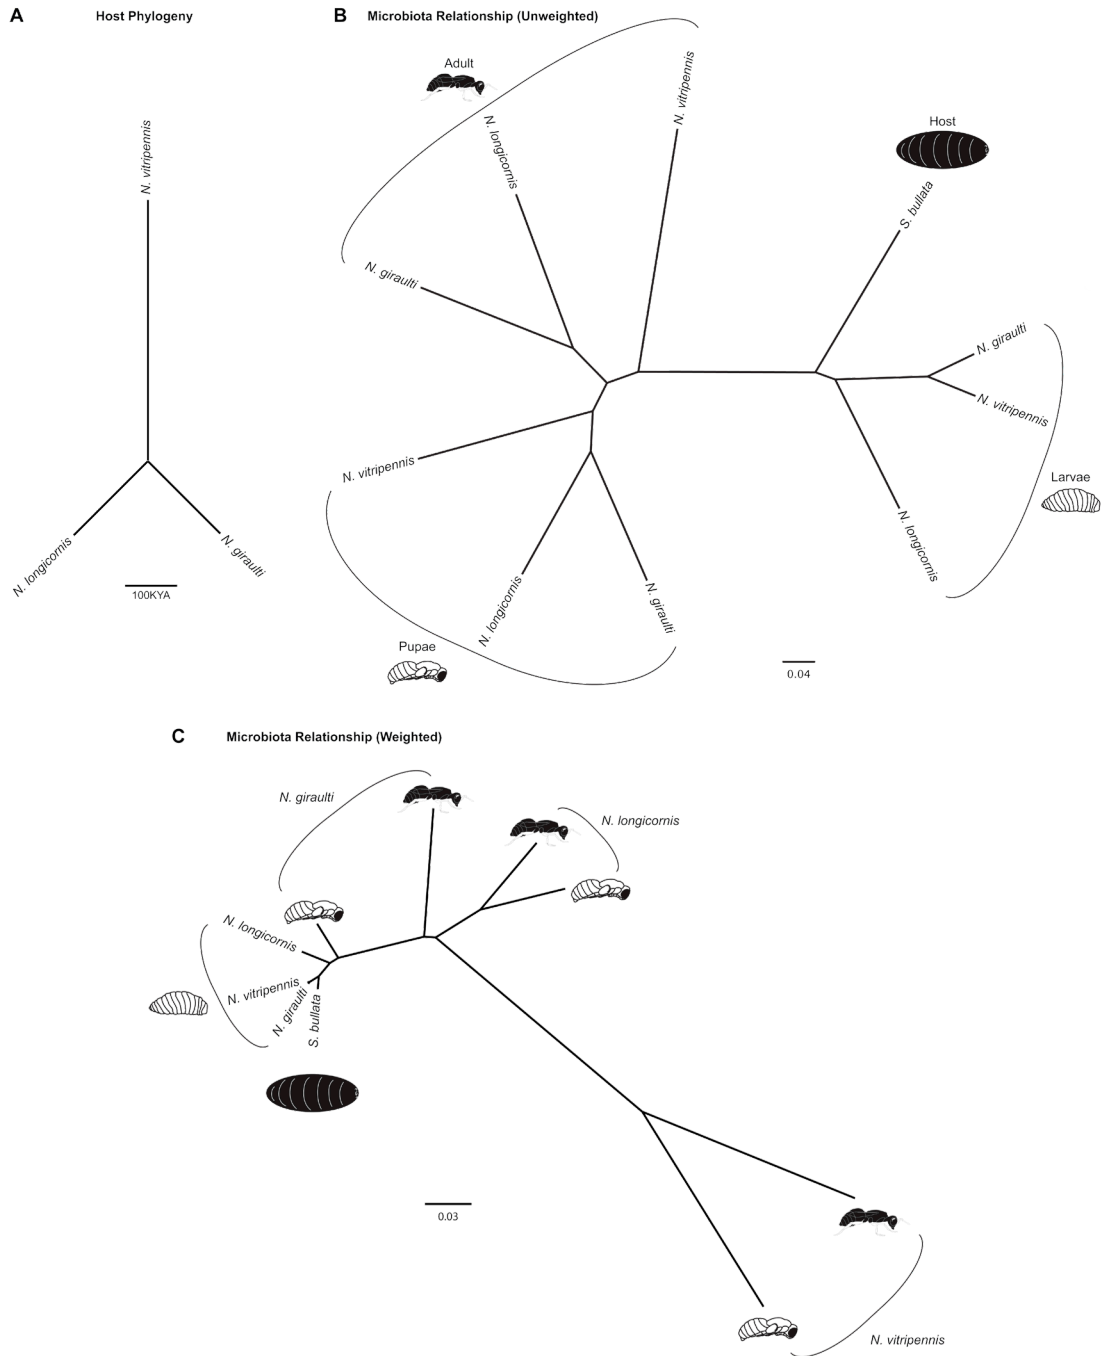 A
Host Phylogeny
N. vitripennis
N. longicornis
N. giraulti
100KYA
B
Microbiota Relationship (Unweighted)
Adult
N. vitripennis
N. longicornis
N. giraulti
Host
S. bullata
N. giraulti
N. vitripennis
N. longicornis
Larvae
N. vitripennis
N. longicornis
N. giraulti
Pupae
0.04
C
Microbiota Relationship (Weighted)
N. giraulti
N. longicornis
N. longicornis
N. vitripennis
N. giraulti
S. bullata
0.03
N. vitripennis